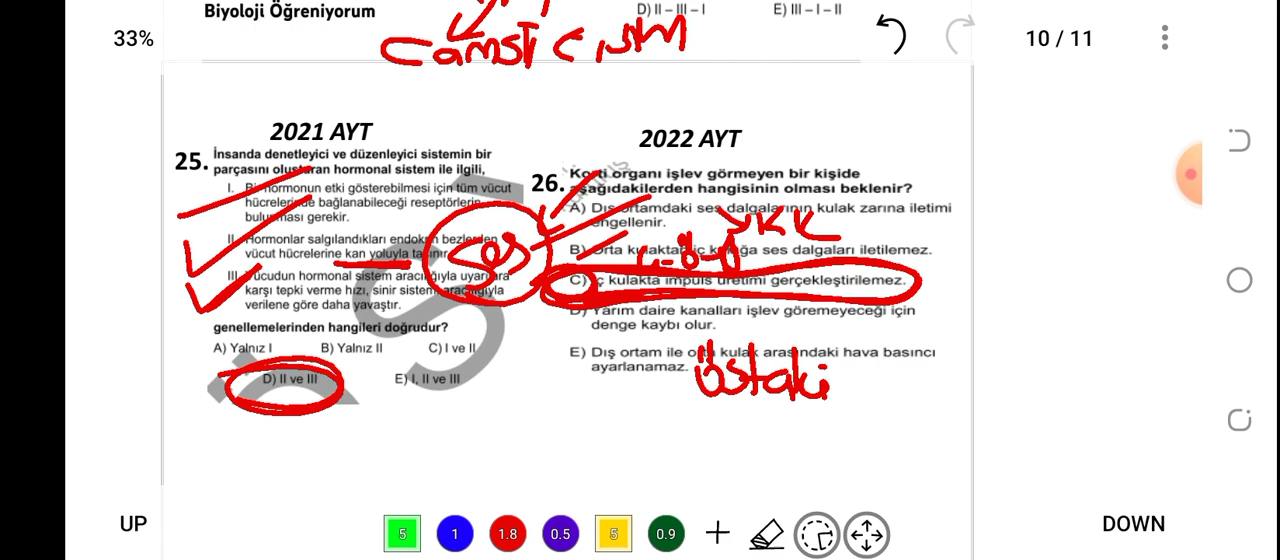 Biyoloji Öğreniyorum
D) II – III – I
E) III – I – II
33%
10 / 11
camsı cisim
2021 AYT
25. İnsanda denetleyici ve düzenleyici sistemin bir
parçasını oluşturan hormonal sistem ile ilgili,
I. Bir hormonun etki gösterebilmesi için tüm vücut
hücrelerinde bağlanabileceği reseptörlerin
bulunması gerekir.
II. Hormonlar salgılandıkları endokrin bezlerden
vücut hücrelerine kan yoluyla taşınır.
III. Vücudun hormonal sistem aracılığıyla uyarılara
karşı tepki verme hızı, sinir sistemi aracılığıyla
verilene göre daha yavaştır.
genellemelerinden hangileri doğrudur?
A) Yalnız I
B) Yalnız II
C) I ve II
D) II ve III
E) I, II ve III
Ses
2022 AYT
26. Korti organı işlev görmeyen bir kişide
aşağıdakilerden hangisinin olması beklenir?
A) Dış ortamdaki ses dalgalarının kulak zarına iletimi
engellenir.
KK
B) Orta kulaktan iç kulağa ses dalgaları iletilemez.
Ç-Ö-Ü
C) İç kulakta impuls üretimi gerçekleştirilemez.
D) Yarım daire kanalları işlev göremeyeceği için
denge kaybı olur.
E) Dış ortam ile orta kulak arasındaki hava basıncı
ayarlanamaz.
östaki
UP
5
1
1.8
0.5
5
0.9
DOWN